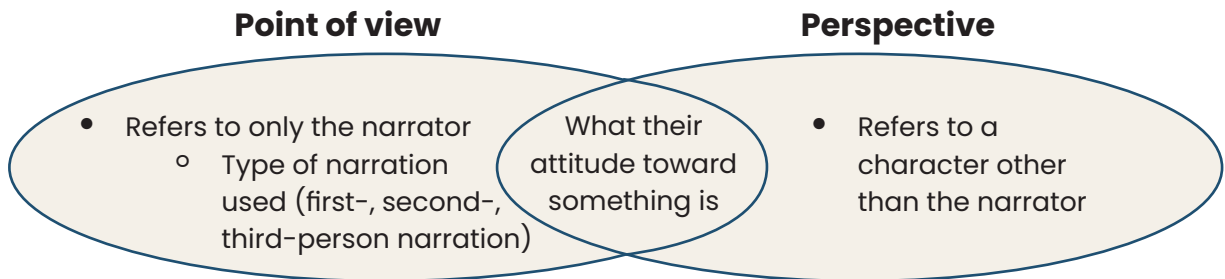 Point of view
Perspective
• Refers to only the narrator
○ Type of narration
used (first-, second-,
third-person narration)
What their
attitude toward
something is
• Refers to a
character other
than the narrator